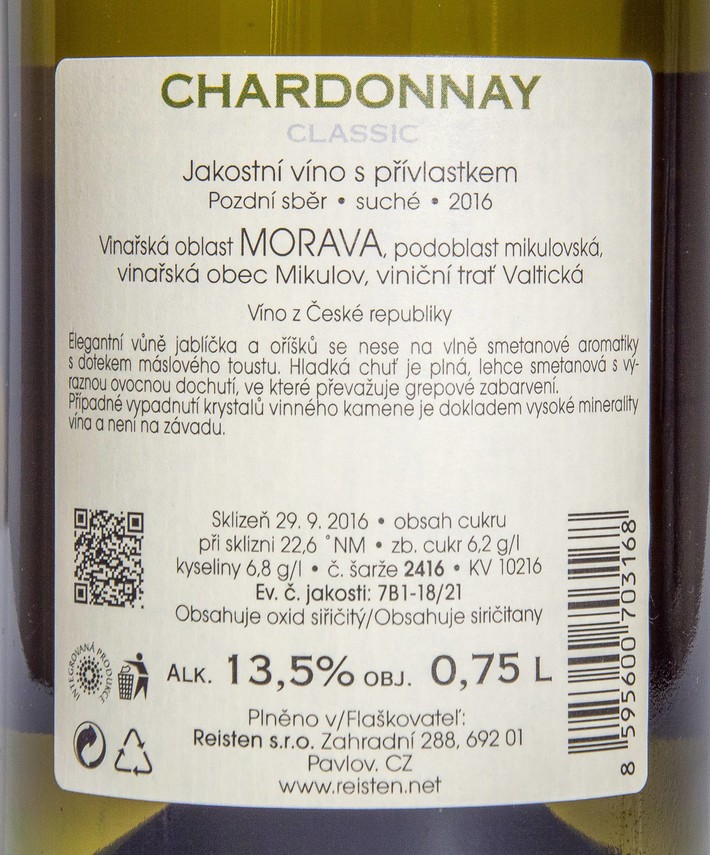 CHARDONNAY
CLASSIC
Jakostní víno s přívlastkem
Pozdní sběr • suché • 2016
Vinařská oblast MORAVA, podoblast mikulovská,
vinařská obec Mikulov, viniční trať Valtická
Víno z České republiky
Elegantní vůně jablíčka a oříšků se nese na vlně smetanové aromatiky
s dotekem máslového toustu. Hladká chuť je plná, lehce smetanová s vý-
raznou ovocnou dochutí, ve které převažuje grepové zabarvení.
Případné vypadnutí krystalů vinného kamene je dokladem vysoké minerality
vína a není na závadu.
Sklizeň 29. 9. 2016 • obsah cukru
při sklizni 22,6 °NM • zb. cukr 6,2 g/l
kyseliny 6,8 g/l • č. šarže 2416 • KV 10216
Ev. č. jakosti: 7B1-18/21
Obsahuje oxid siřičitý/Obsahuje siričitany
INTEGROVANÁ PRODUKCE
ALK. 13,5% OBJ. 0,75 L
Plněno v/Flaškovateľ:
Reisten s.r.o. Zahradní 288, 692 01
Pavlov. CZ
www.reisten.net
8 595600 703168